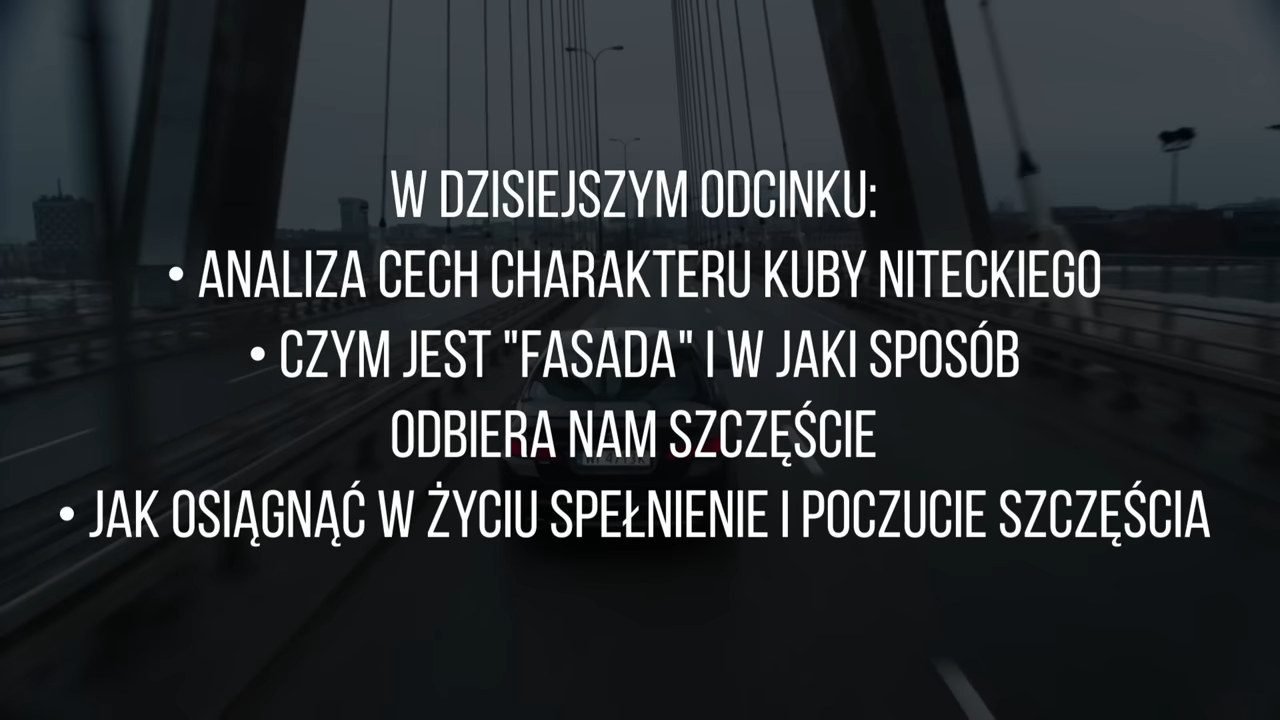 W DZISIEJSZYM ODCINKU:
• ANALIZA CECH CHARAKTERU KUBY NITECKIEGO
• CZYM JEST "FASADA" I W JAKI SPOSÓB
ODBIERA NAM SZCZĘŚCIE
• JAK OSIĄGNĄĆ W ŻYCIU SPEŁNIENIE I POCZUCIE SZCZĘŚCIA